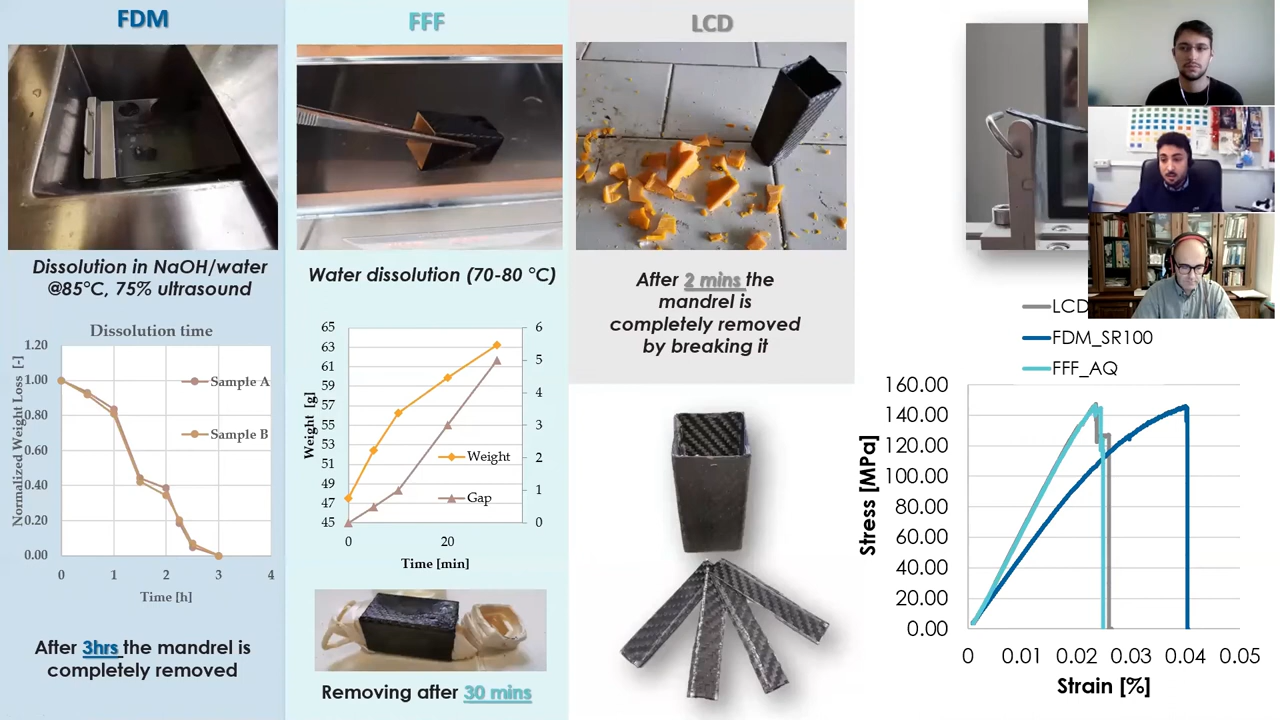 FDM
FFF
LCD
Dissolution in NaOH/water
@85°C, 75% ultrasound
Water dissolution (70-80 °C)
After 2 mins the
mandrel is
completely removed
by breaking it
Dissolution time
Normalized Weight Loss [-]
1.20
1.00
0.80
0.60
0.40
0.20
0.00
0 1 2 3 4
Time [h]
Sample A
Sample B
After 3hrs the mandrel is
completely removed
Weight [g]
65
63
61
59
57
55
53
51
49
47
45
6
5
4
3
2
1
0
0 20
Time [min]
Weight
Gap
Removing after 30 mins
LCD
FDM_SR100
FFF_AQ
Stress [MPa]
160.00
140.00
120.00
100.00
80.00
60.00
40.00
20.00
0.00
0 0.01 0.02 0.03 0.04 0.05
Strain [%]